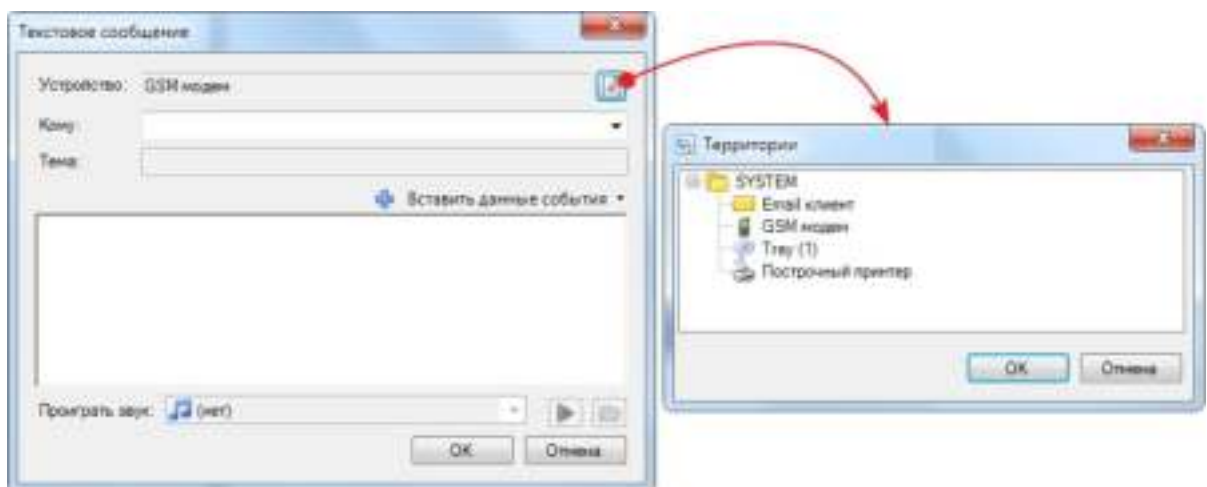 Текстовое сообщение
Устройство: GSM модем
Кому:
Тема:
Вставить данные события
Проиграть звук: (нет)
OK Отмена
Территории
SYSTEM
Email клиент
GSM модем
Tray (1)
Построчный принтер
OK Отмена